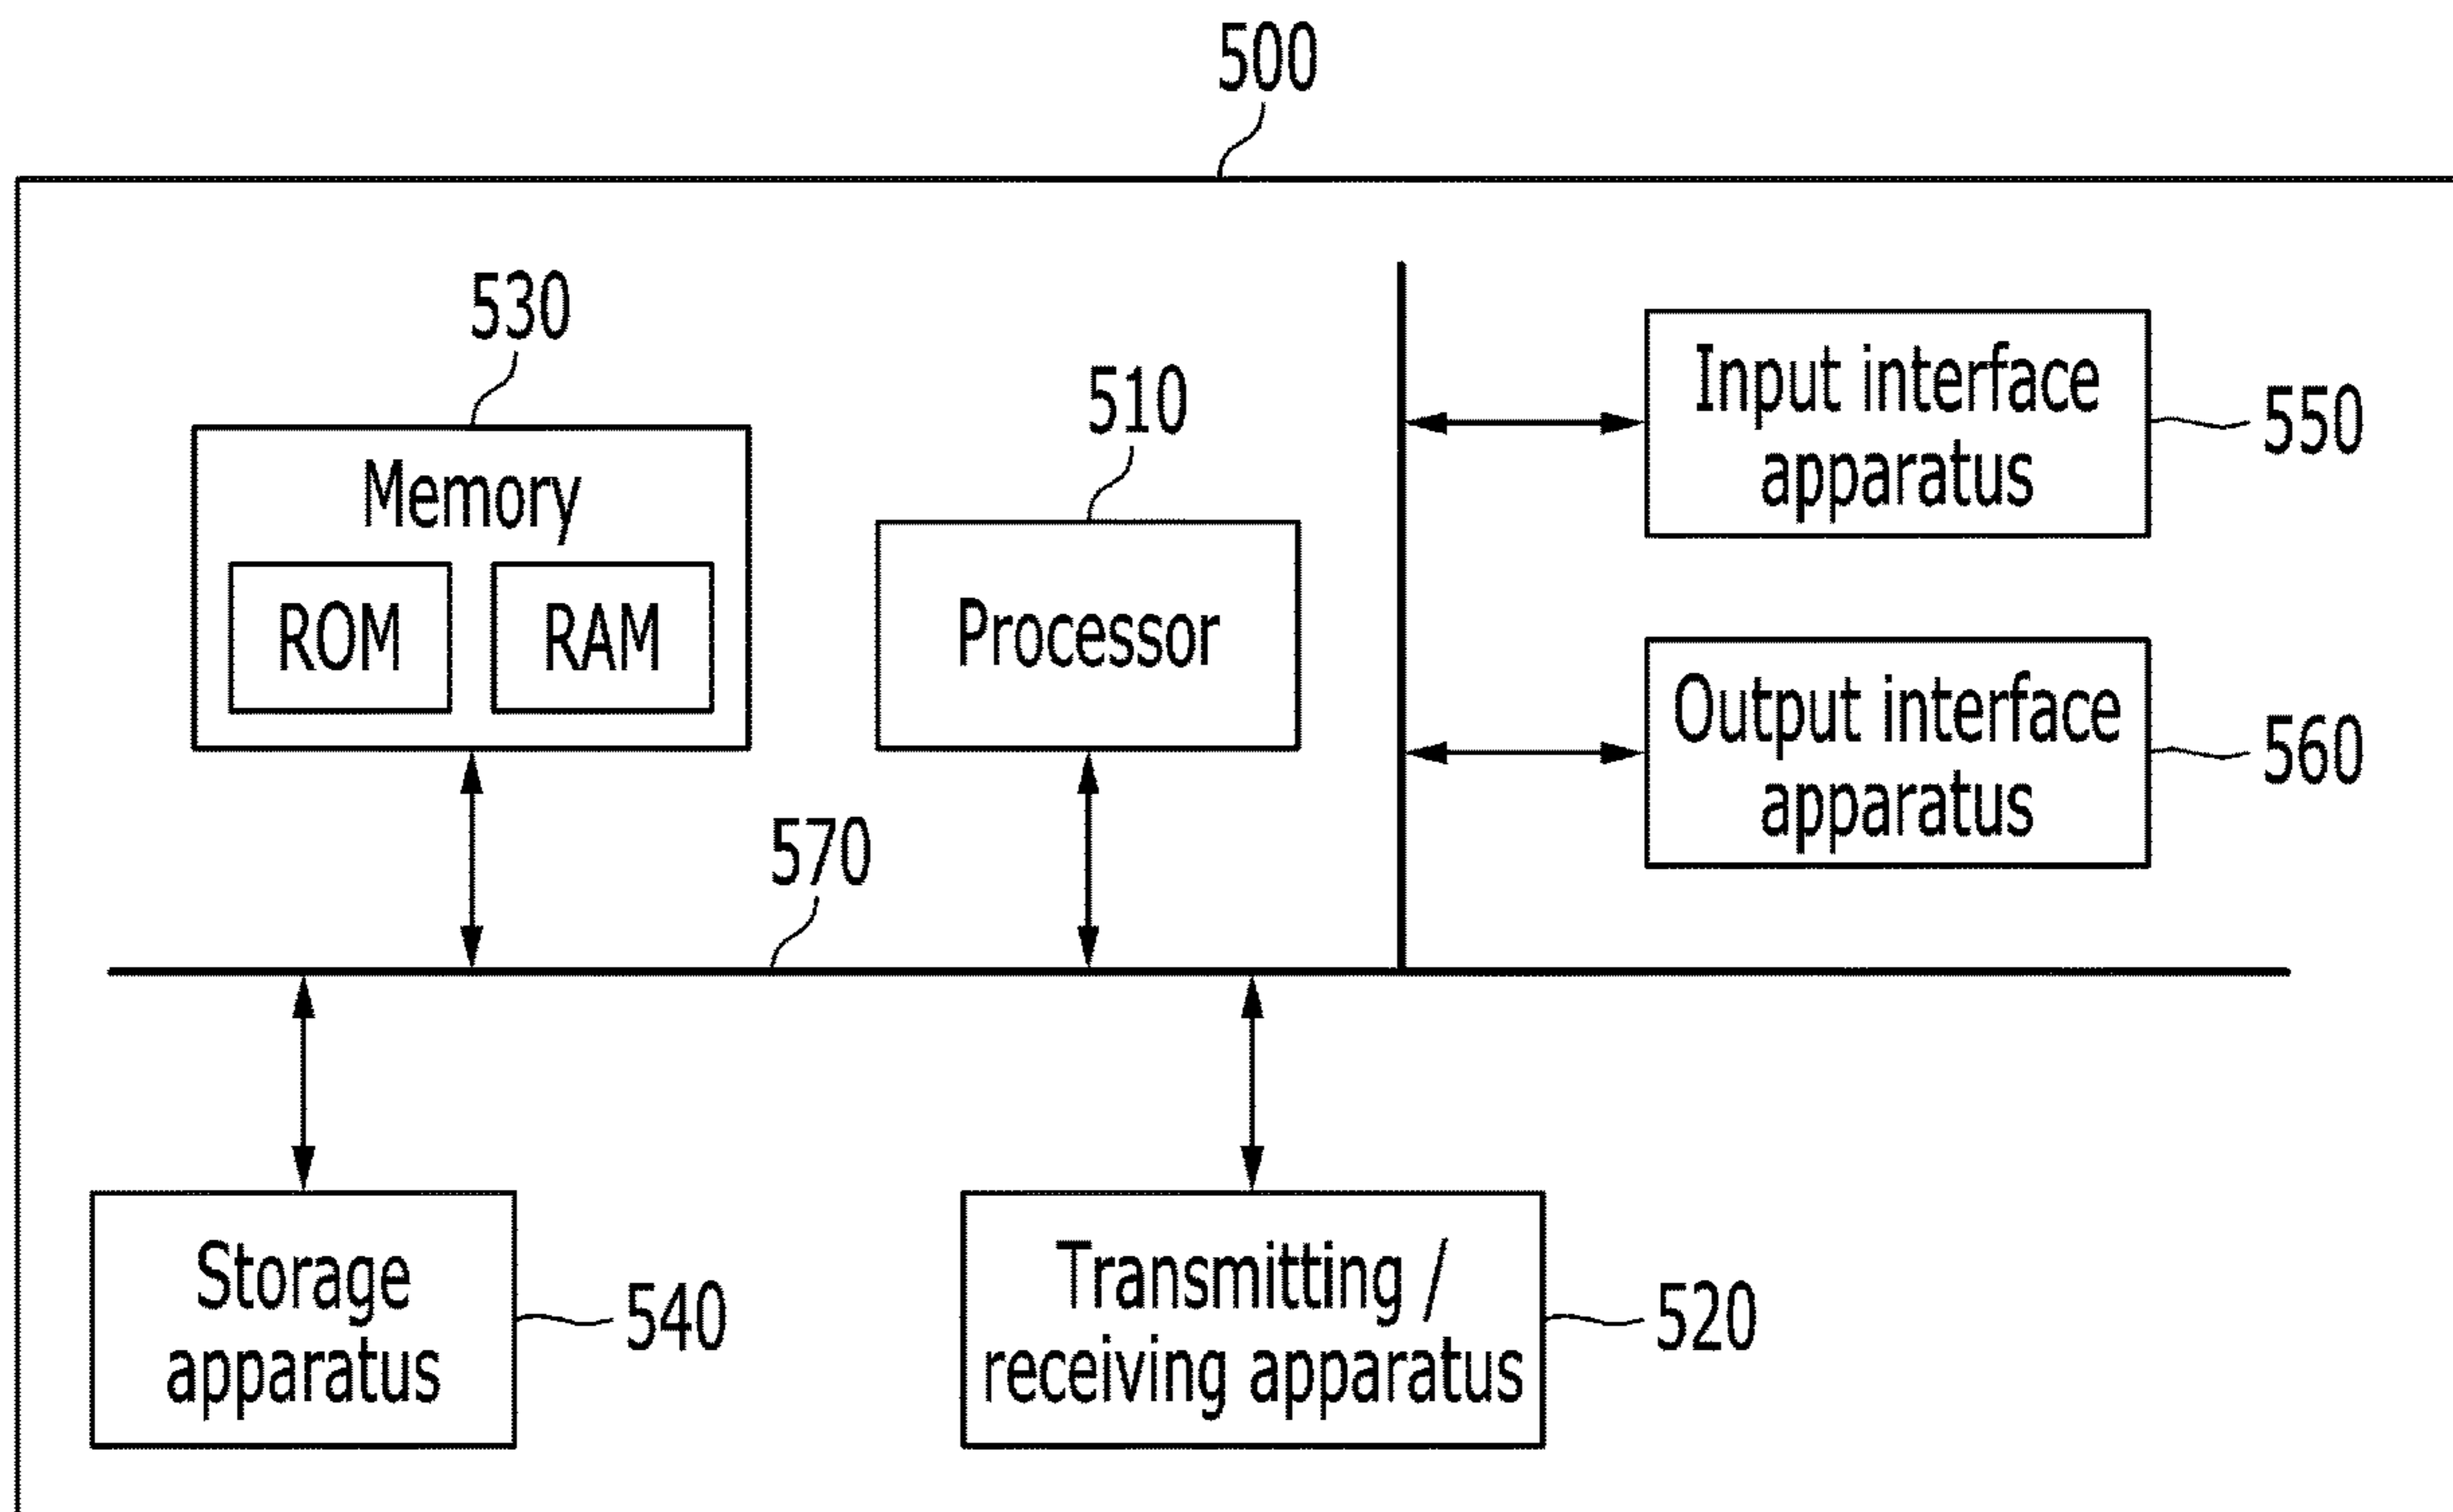 500
530
Memory
ROM
RAM
510
Processor
Input interface
apparatus
550
Output interface
apparatus
560
570
Storage
apparatus
540
Transmitting /
receiving apparatus
520